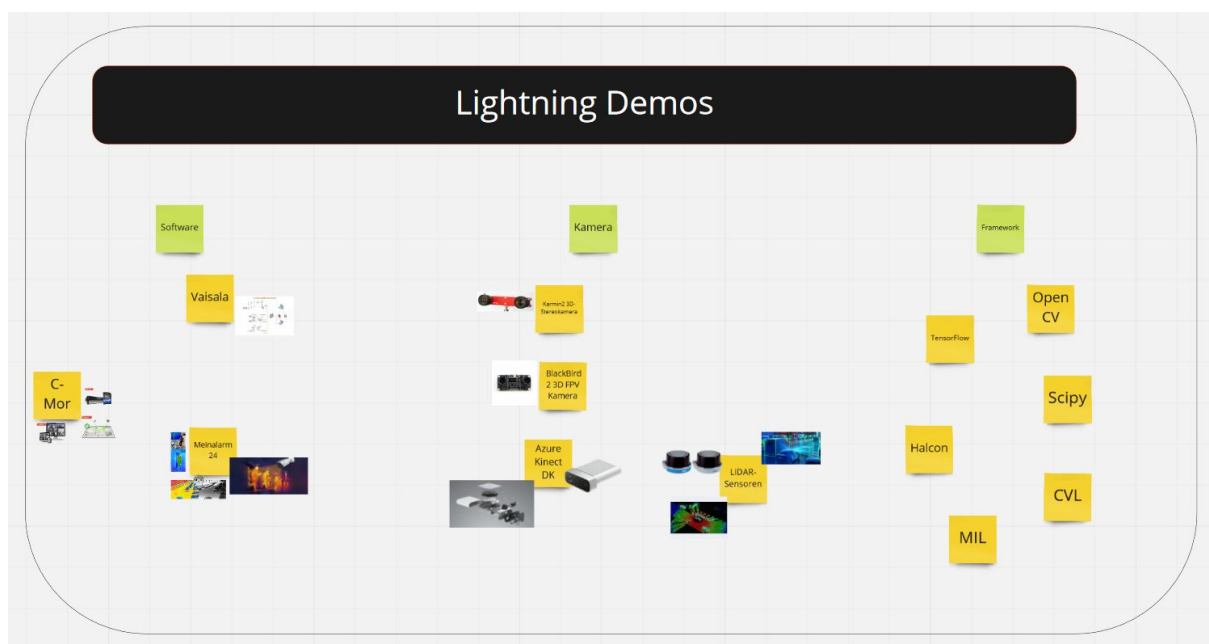 Lightning Demos
Software
Kamera
Framework
Vaisala
Karmin2 3D-
Stereokamera
Open
CV
TensorFlow
C-
Mor
BlackBird
2 3D FPV
Kamera
Scipy
Meinalarm
24
Azure
Kinect
DK
LIDAR-
Sensoren
Halcon
CVL
MIL